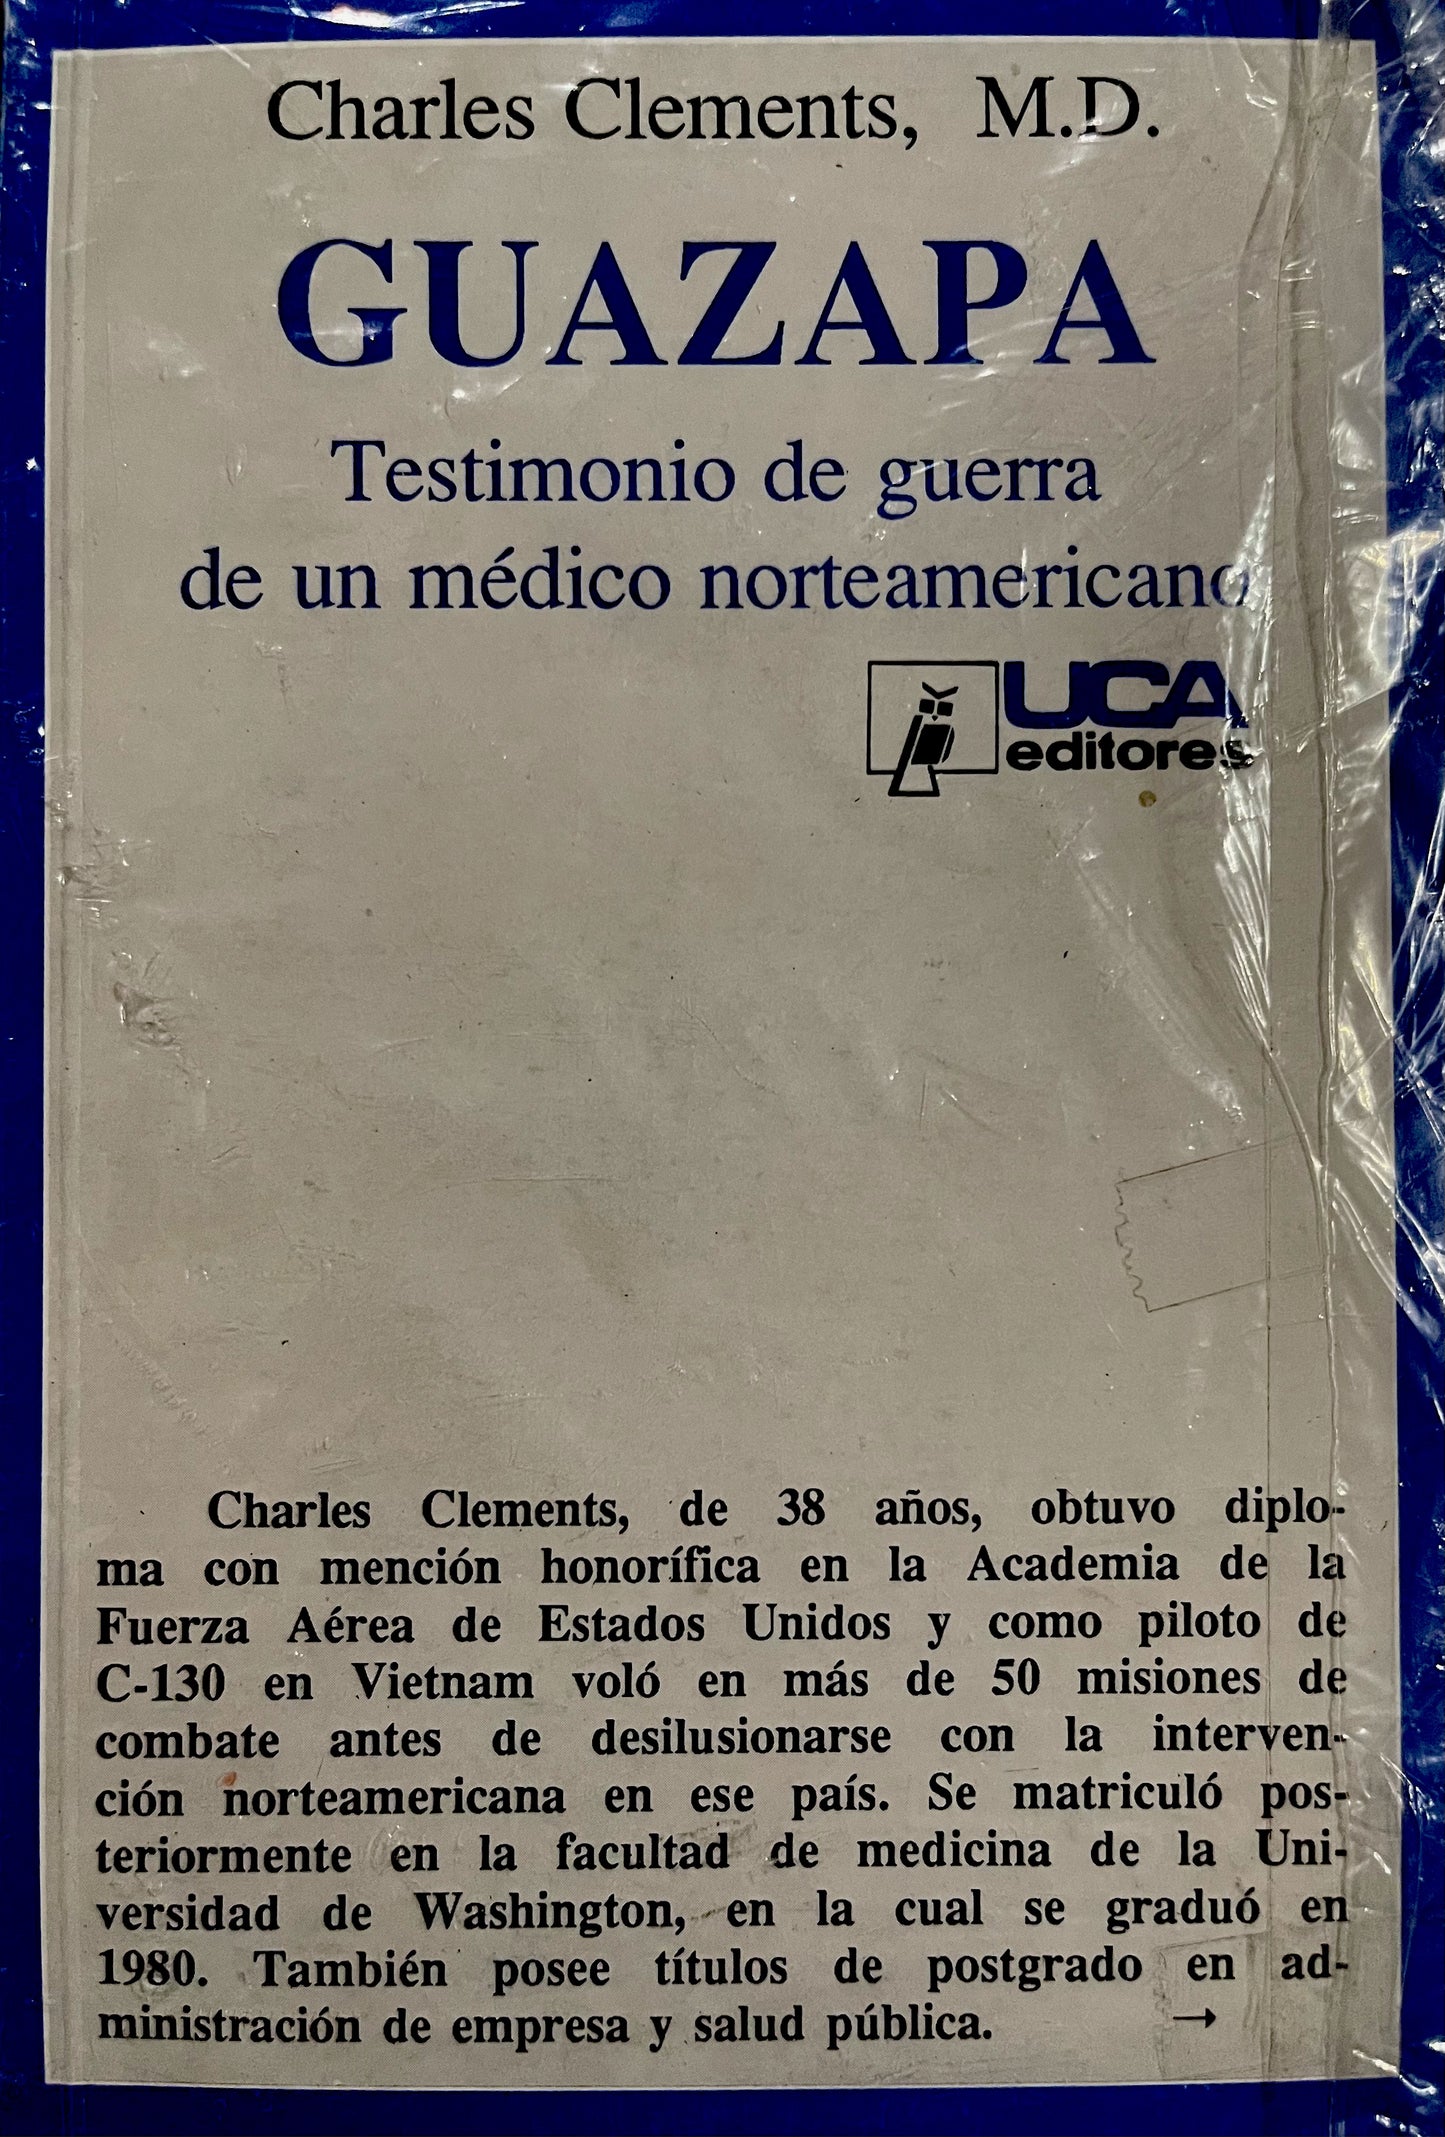 Charles Clements, M.D.
GUAZAPA
Testimonio de guerra
de un médico norteamericano
UCA
editores
Charles Clements, de 38 años, obtuvo diplo-
ma con mención honorífica en la Academia de la
Fuerza Aérea de Estados Unidos y como piloto de
C-130 en Vietnam voló en más de 50 misiones de
combate antes de desilusionarse con la interven-
ción norteamericana en ese país. Se matriculó pos-
teriormente en la facultad de medicina de la Uni-
versidad de Washington, en la cual se graduó en
1980. También posee títulos de postgrado en ad-
ministración de empresa y salud pública. →